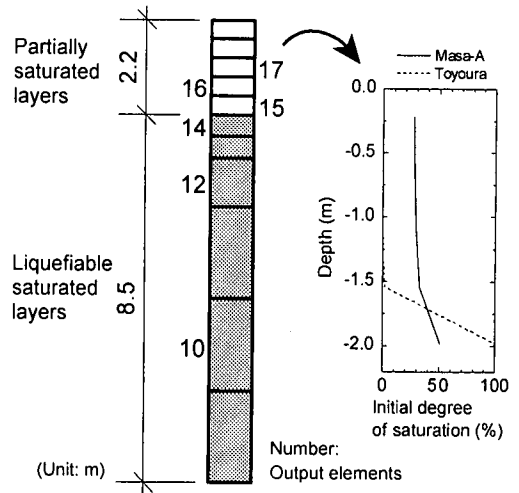 Partially
saturated
layers
2.2
16
17
15
14
12
Liquefiable
saturated
layers
8.5
10
(Unit: m)
Number:
Output elements
Masa-A
Toyoura
0.0
-0.5
-1.0
-1.5
-2.0
Depth (m)
0 50 100
Initial degree
of saturation (%)